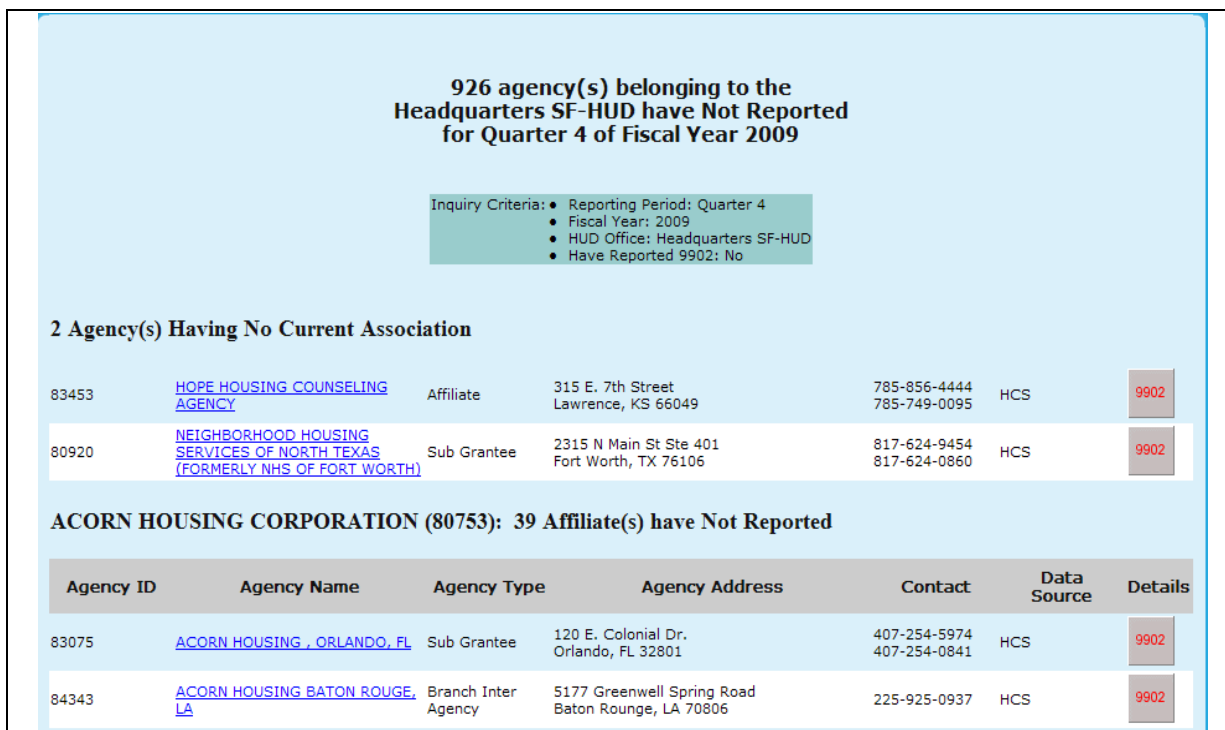 926 agency(s) belonging to the
Headquarters SF-HUD have Not Reported
for Quarter 4 of Fiscal Year 2009
Inquiry Criteria: • Reporting Period: Quarter 4
• Fiscal Year: 2009
• HUD Office: Headquarters SF-HUD
• Have Reported 9902: No
2 Agency(s) Having No Current Association
83453 HOPE HOUSING COUNSELING AGENCY Affiliate 315 E. 7th Street Lawrence, KS 66049 785-856-4444 785-749-0095 HCS 9902
80920 NEIGHBORHOOD HOUSING SERVICES OF NORTH TEXAS (FORMERLY NHS OF FORT WORTH) Sub Grantee 2315 N Main St Ste 401 Fort Worth, TX 76106 817-624-9454 817-624-0860 HCS 9902
ACORN HOUSING CORPORATION (80753): 39 Affiliate(s) have Not Reported
Agency ID Agency Name Agency Type Agency Address Contact Data Source Details
83075 ACORN HOUSING , ORLANDO, FL Sub Grantee 120 E. Colonial Dr. Orlando, FL 32801 407-254-5974 407-254-0841 HCS 9902
84343 ACORN HOUSING BATON ROUGE, LA Branch Inter Agency 5177 Greenwell Spring Road Baton Rounge, LA 70806 225-925-0937 HCS 9902